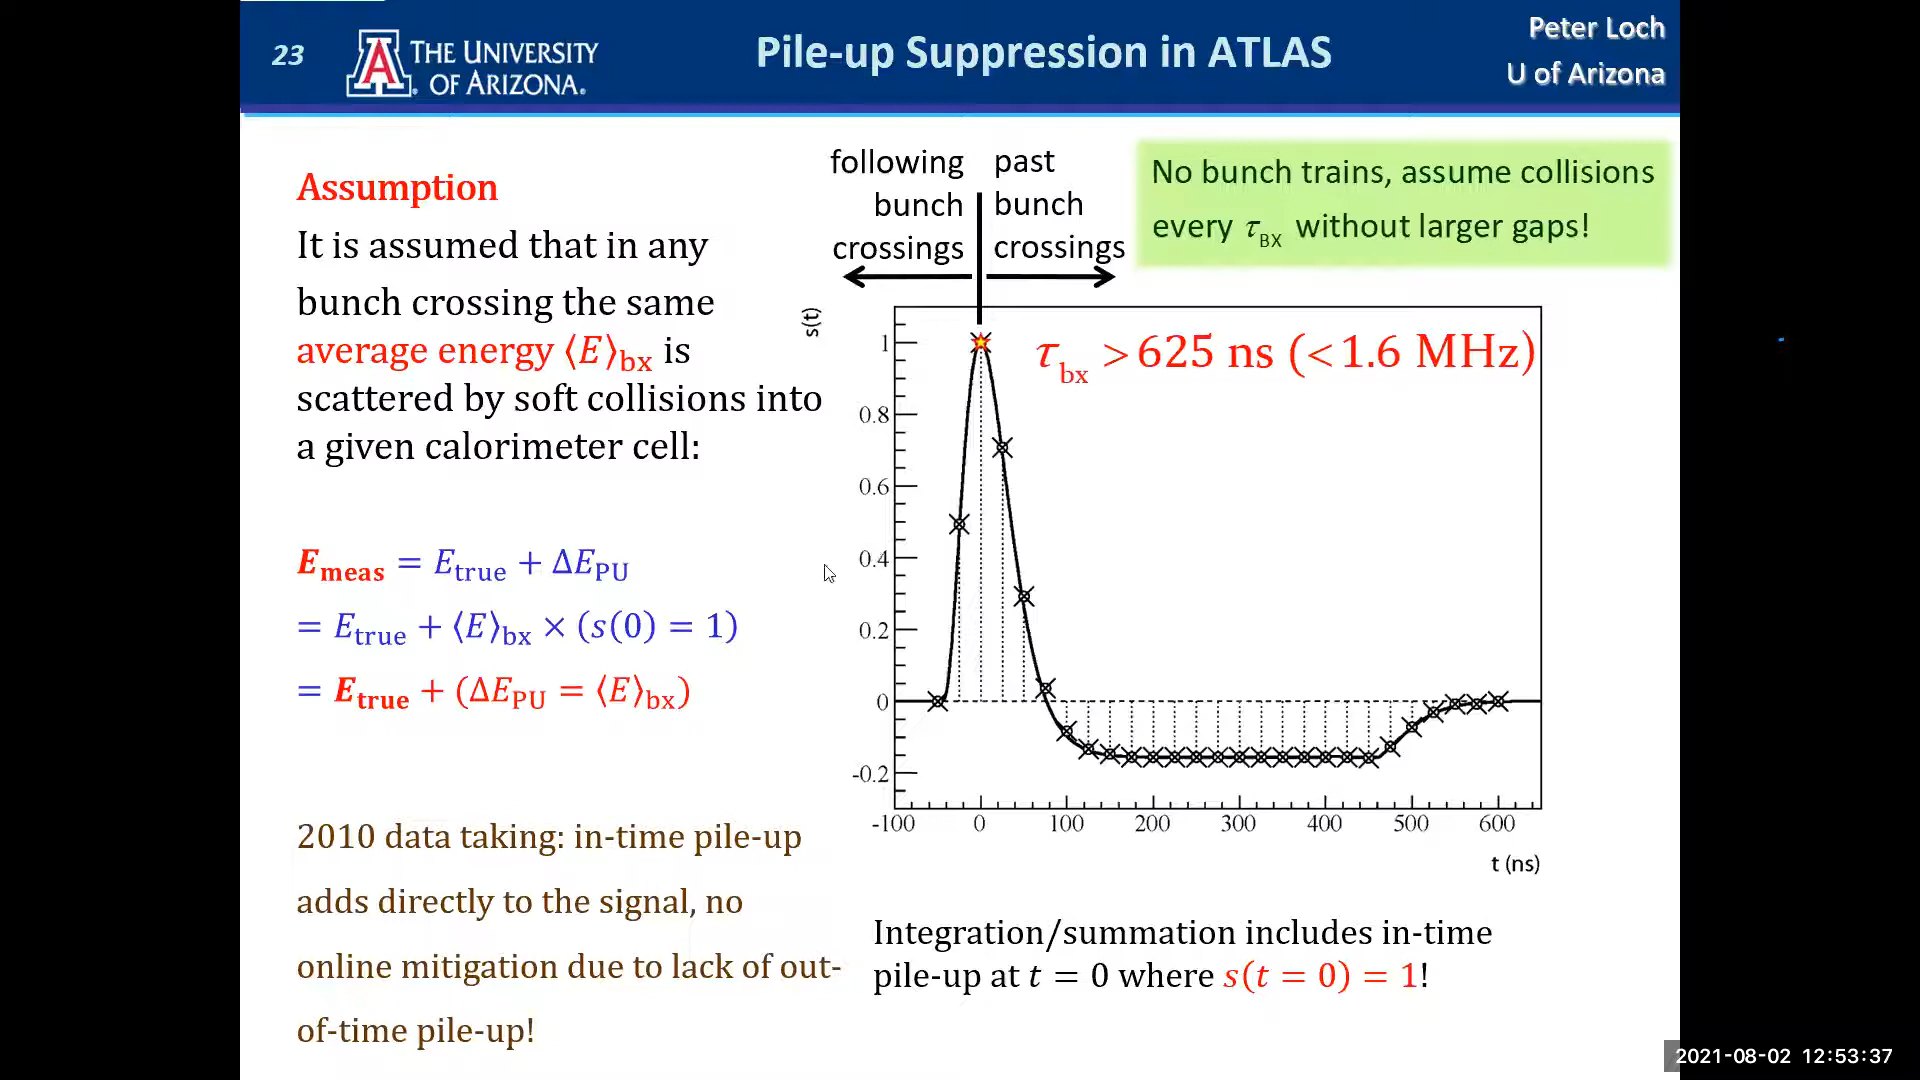 23
THE UNIVERSITY
OF ARIZONA.
Pile-up Suppression in ATLAS
Peter Loch
U of Arizona
Assumption
It is assumed that in any
bunch crossing the same
average energy ⟨E⟩bx is
scattered by soft collisions into
a given calorimeter cell:
Emeas = Etrue + ΔEPU
= Etrue + ⟨E⟩bx × (s(0) = 1)
= Etrue + (ΔEPU = ⟨E⟩bx)
2010 data taking: in-time pile-up
adds directly to the signal, no
online mitigation due to lack of out-
of-time pile-up!
following
bunch
crossings
past
bunch
crossings
No bunch trains, assume collisions
every τBX without larger gaps!
s(t)
τbx > 625 ns (< 1.6 MHz)
1
0.8
0.6
0.4
0.2
0
-0.2
-100 0 100 200 300 400 500 600
t (ns)
Integration/summation includes in-time
pile-up at t = 0 where s(t = 0) = 1!
2021-08-02 12:53:37